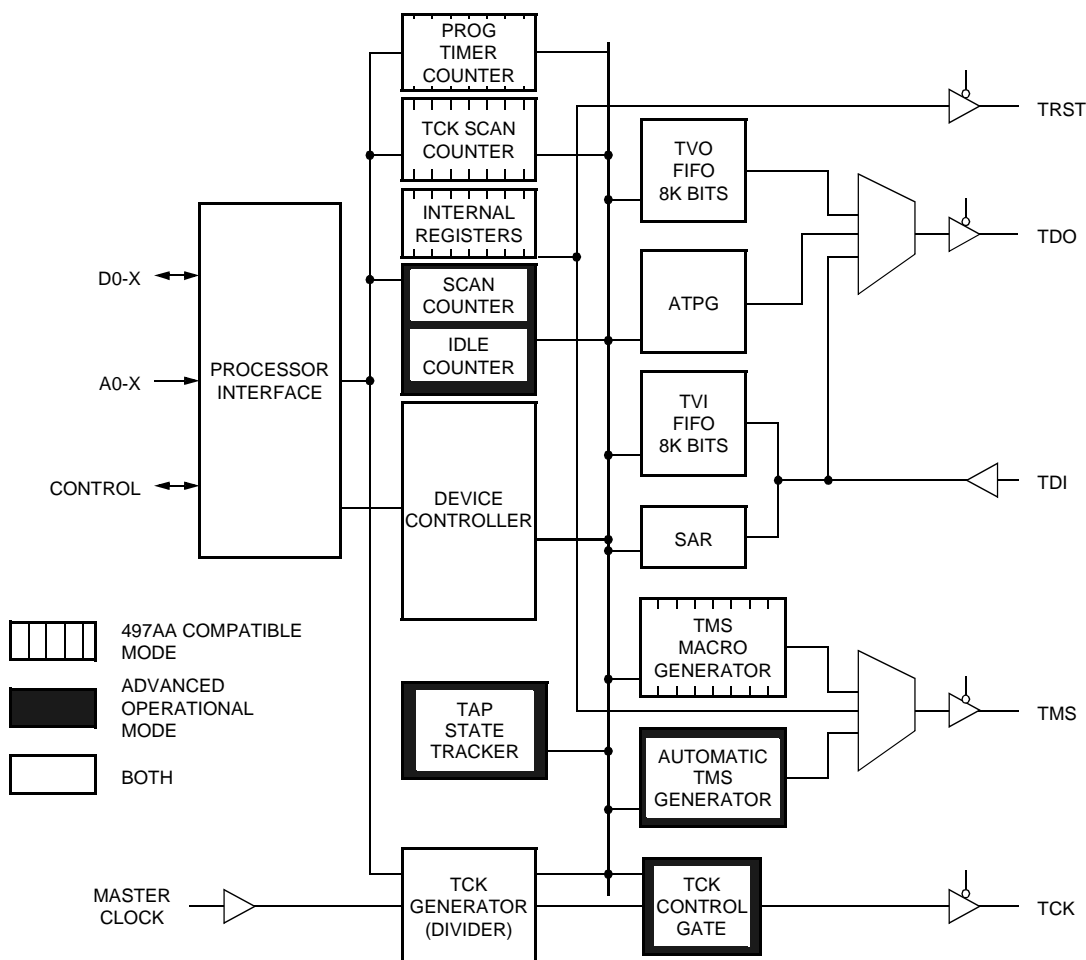 PROG
TIMER
COUNTER
TCK SCAN
COUNTER
INTERNAL
REGISTERS
SCAN
COUNTER
IDLE
COUNTER
D0-X
A0-X
CONTROL
PROCESSOR
INTERFACE
DEVICE
CONTROLLER
TAP
STATE
TRACKER
MASTER
CLOCK
TCK
GENERATOR
(DIVIDER)
TVO
FIFO
8K BITS
ATPG
TVI
FIFO
8K BITS
SAR
TMS
MACRO
GENERATOR
AUTOMATIC
TMS
GENERATOR
TCK
CONTROL
GATE
TRST
TDO
TDI
TMS
TCK
497AA COMPATIBLE
MODE
ADVANCED
OPERATIONAL
MODE
BOTH